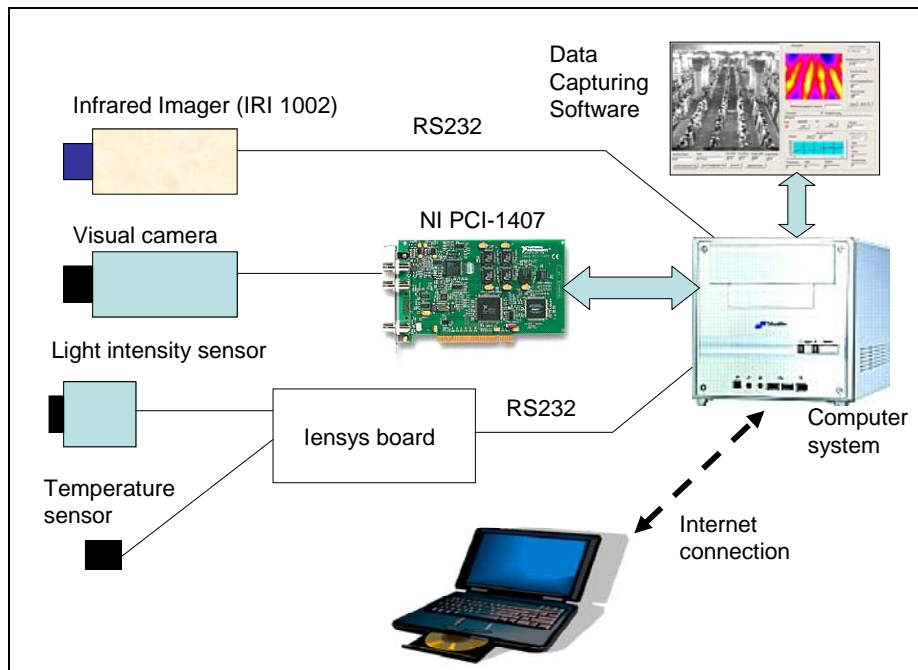 Data
Capturing
Software
Infrared Imager (IRI 1002)
RS232
Visual camera
NI PCI-1407
Light intensity sensor
RS232
Iensys board
Computer
system
Temperature
sensor
Internet
connection